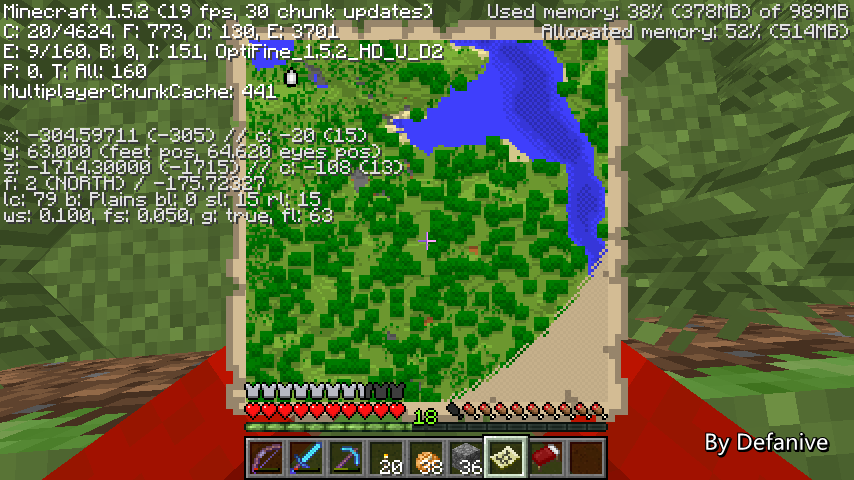 Minecraft 1.5.2 (19 fps, 30 chunk updates)
Used memory: 38% (378MB) of 989MB
C: 20/4624. F: 773, O: 130, E: 3701
Allocated memory: 52% (514MB)
E: 9/160. B: 0, I: 151, OptiFine_1.5.2_HD_U_D2
P: 0. T: All: 160
MultiplayerChunkCache: 441
x: -304.59711 (-305) // c: -20 (15)
y: 63.000 (feet pos, 64.620 eyes pos)
z: -1714.30000 (-1715) // c: -108 (13)
f: 2 (NORTH) / -175.72327
lc: 79 b: Plains bl: 0 sl: 15 rl: 15
ws: 0.100, fs: 0.050, g: true, fl: 63
18
20
38
36
By Defanive